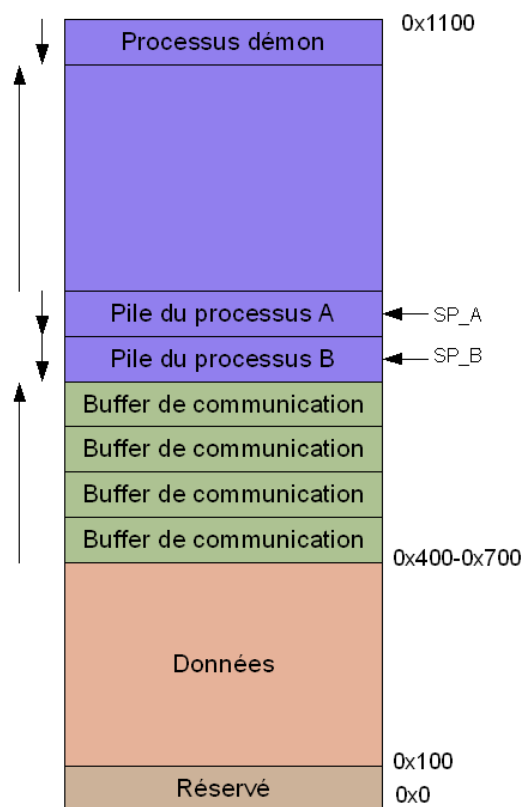 0x1100
Processus démon
Pile du processus A
SP_A
Pile du processus B
SP_B
Buffer de communication
Buffer de communication
Buffer de communication
Buffer de communication
0x400-0x700
Données
0x100
Réservé
0x0